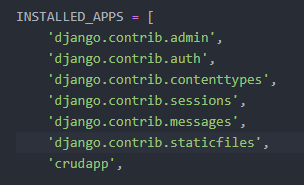 INSTALLED_APPS = [
    'django.contrib.admin',
    'django.contrib.auth',
    'django.contrib.contenttypes',
    'django.contrib.sessions',
    'django.contrib.messages',
    'django.contrib.staticfiles',
    'crudapp',